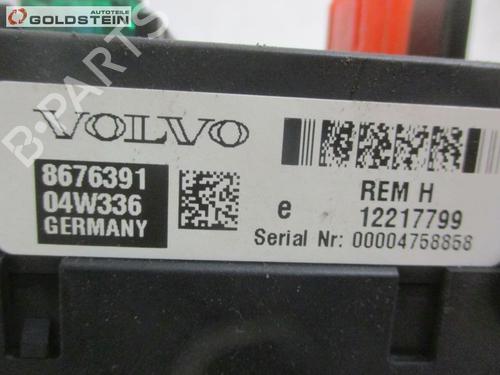 AUTOTEILE
GOLDSTEIN
B-PARTS
VOLVO
8676391
04W336
GERMANY
e
REM H
12217799
Serial Nr: 00004758858